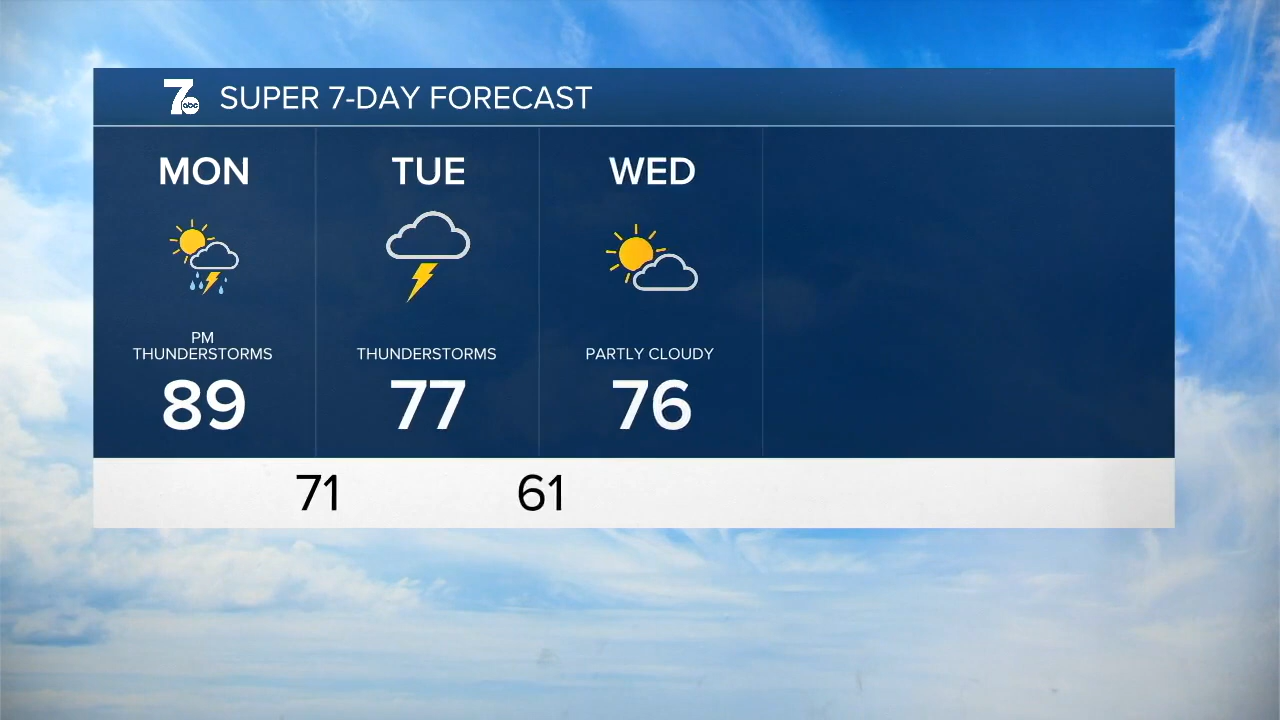 7 abc SUPER 7-DAY FORECAST
MON TUE WED
PM
THUNDERSTORMS THUNDERSTORMS PARTLY CLOUDY
89 77 76
71 61